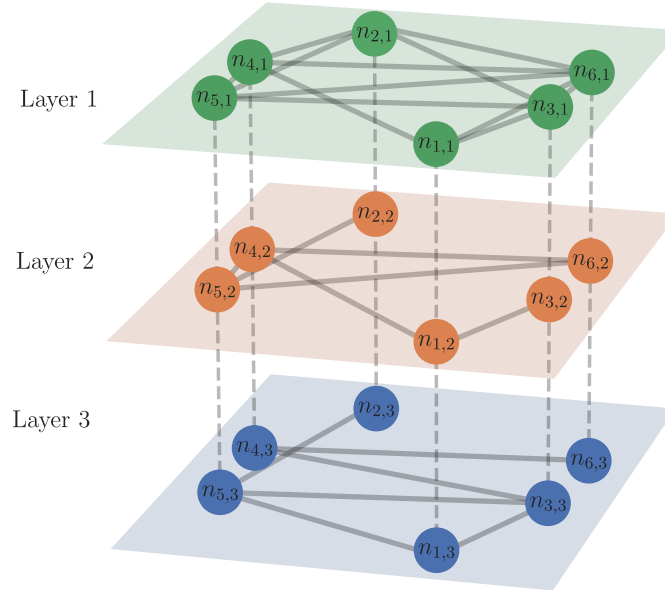 n2,1
n4,1
n6,1
n5,1
Layer 1
n3,1
n1,1
n2,2
n4,2
Layer 2
n6,2
n5,2
n3,2
n1,2
n2,3
Layer 3
n4,3
n6,3
n5,3
n3,3
n1,3